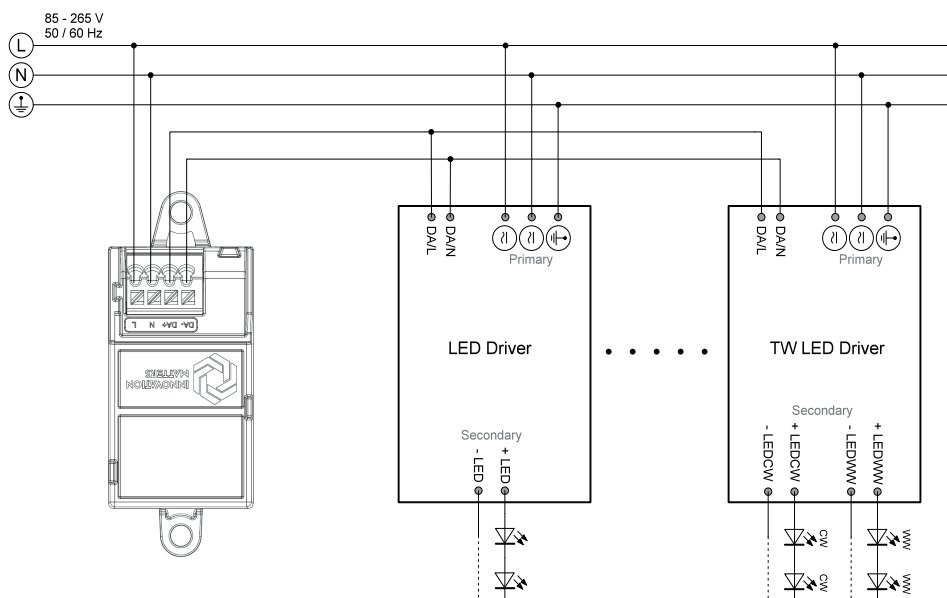 85 - 265 V
50 / 60 Hz
L
N
DA/L
DA/N
Primary
DA/L
DA/N
Primary
L N DA+ DA-
INNOVATION
MATTERS
LED Driver
TW LED Driver
Secondary
- LED
+ LED
Secondary
- LEDCW
+ LEDCW
- LEDWW
+ LEDWW
CW
WW
CW
WW